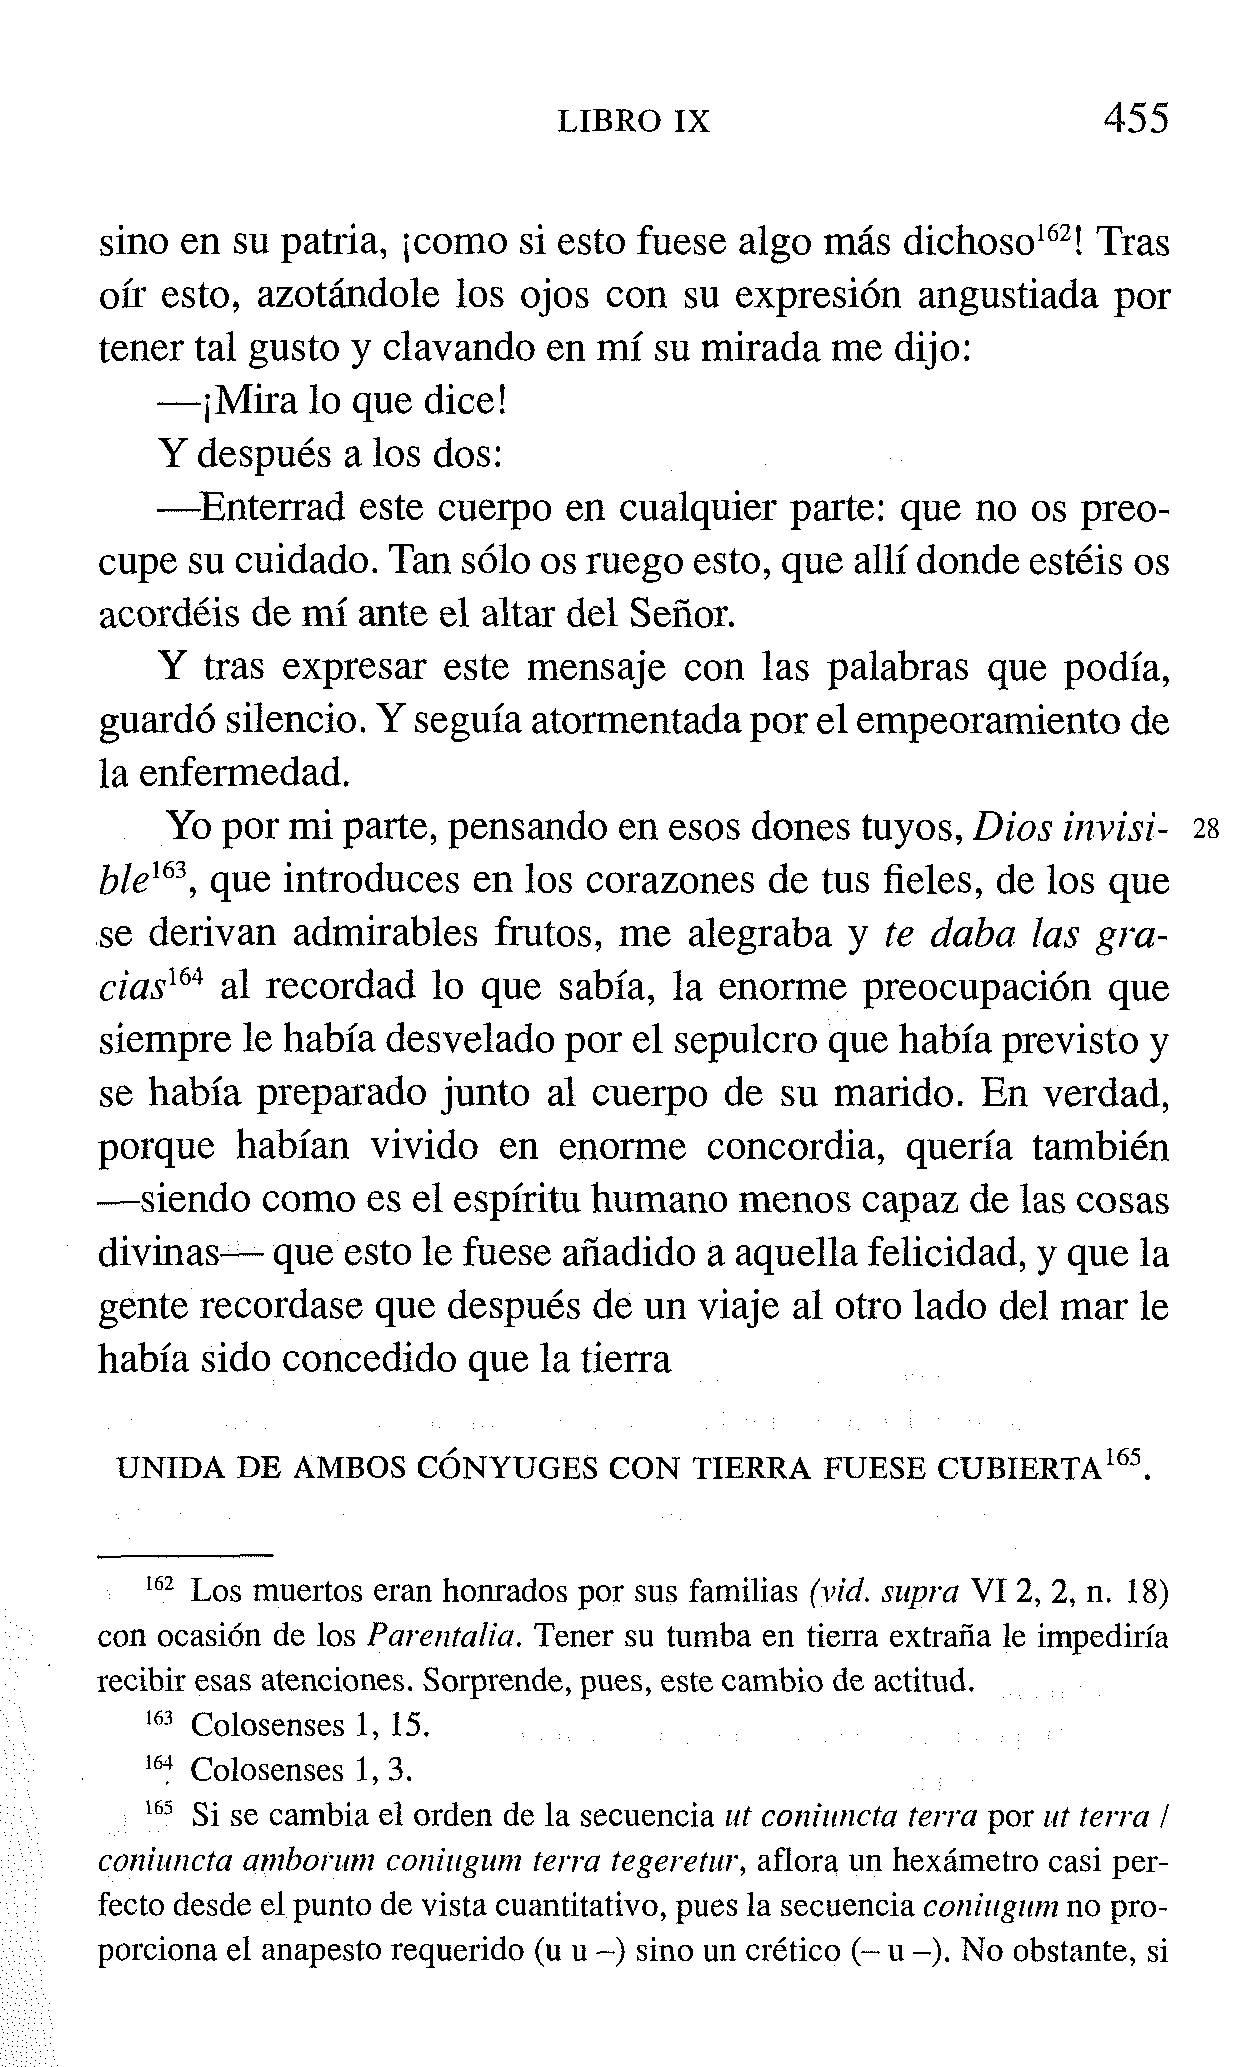 LIBRO IX 455
sino en su patria, ¡como si esto fuese algo más dichoso¹⁶²! Tras
oír esto, azotándole los ojos con su expresión angustiada por
tener tal gusto y clavando en mí su mirada me dijo:
—¡Mira lo que dice!
Y después a los dos:
—Enterrad este cuerpo en cualquier parte: que no os preo-
cupe su cuidado. Tan sólo os ruego esto, que allí donde estéis os
acordéis de mí ante el altar del Señor.
Y tras expresar este mensaje con las palabras que podía,
guardó silencio. Y seguía atormentada por el empeoramiento de
la enfermedad.
Yo por mi parte, pensando en esos dones tuyos, Dios invisi- 28
ble¹⁶³, que introduces en los corazones de tus fieles, de los que
se derivan admirables frutos, me alegraba y te daba las gra-
cias¹⁶⁴ al recordad lo que sabía, la enorme preocupación que
siempre le había desvelado por el sepulcro que había previsto y
se había preparado junto al cuerpo de su marido. En verdad,
porque habían vivido en enorme concordia, quería también
—siendo como es el espíritu humano menos capaz de las cosas
divinas— que esto le fuese añadido a aquella felicidad, y que la
gente recordase que después de un viaje al otro lado del mar le
había sido concedido que la tierra
UNIDA DE AMBOS CÓNYUGES CON TIERRA FUESE CUBIERTA¹⁶⁵.
¹⁶² Los muertos eran honrados por sus familias (vid. supra VI 2, 2, n. 18)
con ocasión de los Parentalia. Tener su tumba en tierra extraña le impediría
recibir esas atenciones. Sorprende, pues, este cambio de actitud.
¹⁶³ Colosenses 1, 15.
¹⁶⁴ Colosenses 1, 3.
¹⁶⁵ Si se cambia el orden de la secuencia ut coniuncta terra por ut terra /
coniuncta amborum coniugum terra tegeretur, aflora un hexámetro casi per-
fecto desde el punto de vista cuantitativo, pues la secuencia coniugum no pro-
porciona el anapesto requerido (u u –) sino un crético (– u –). No obstante, si